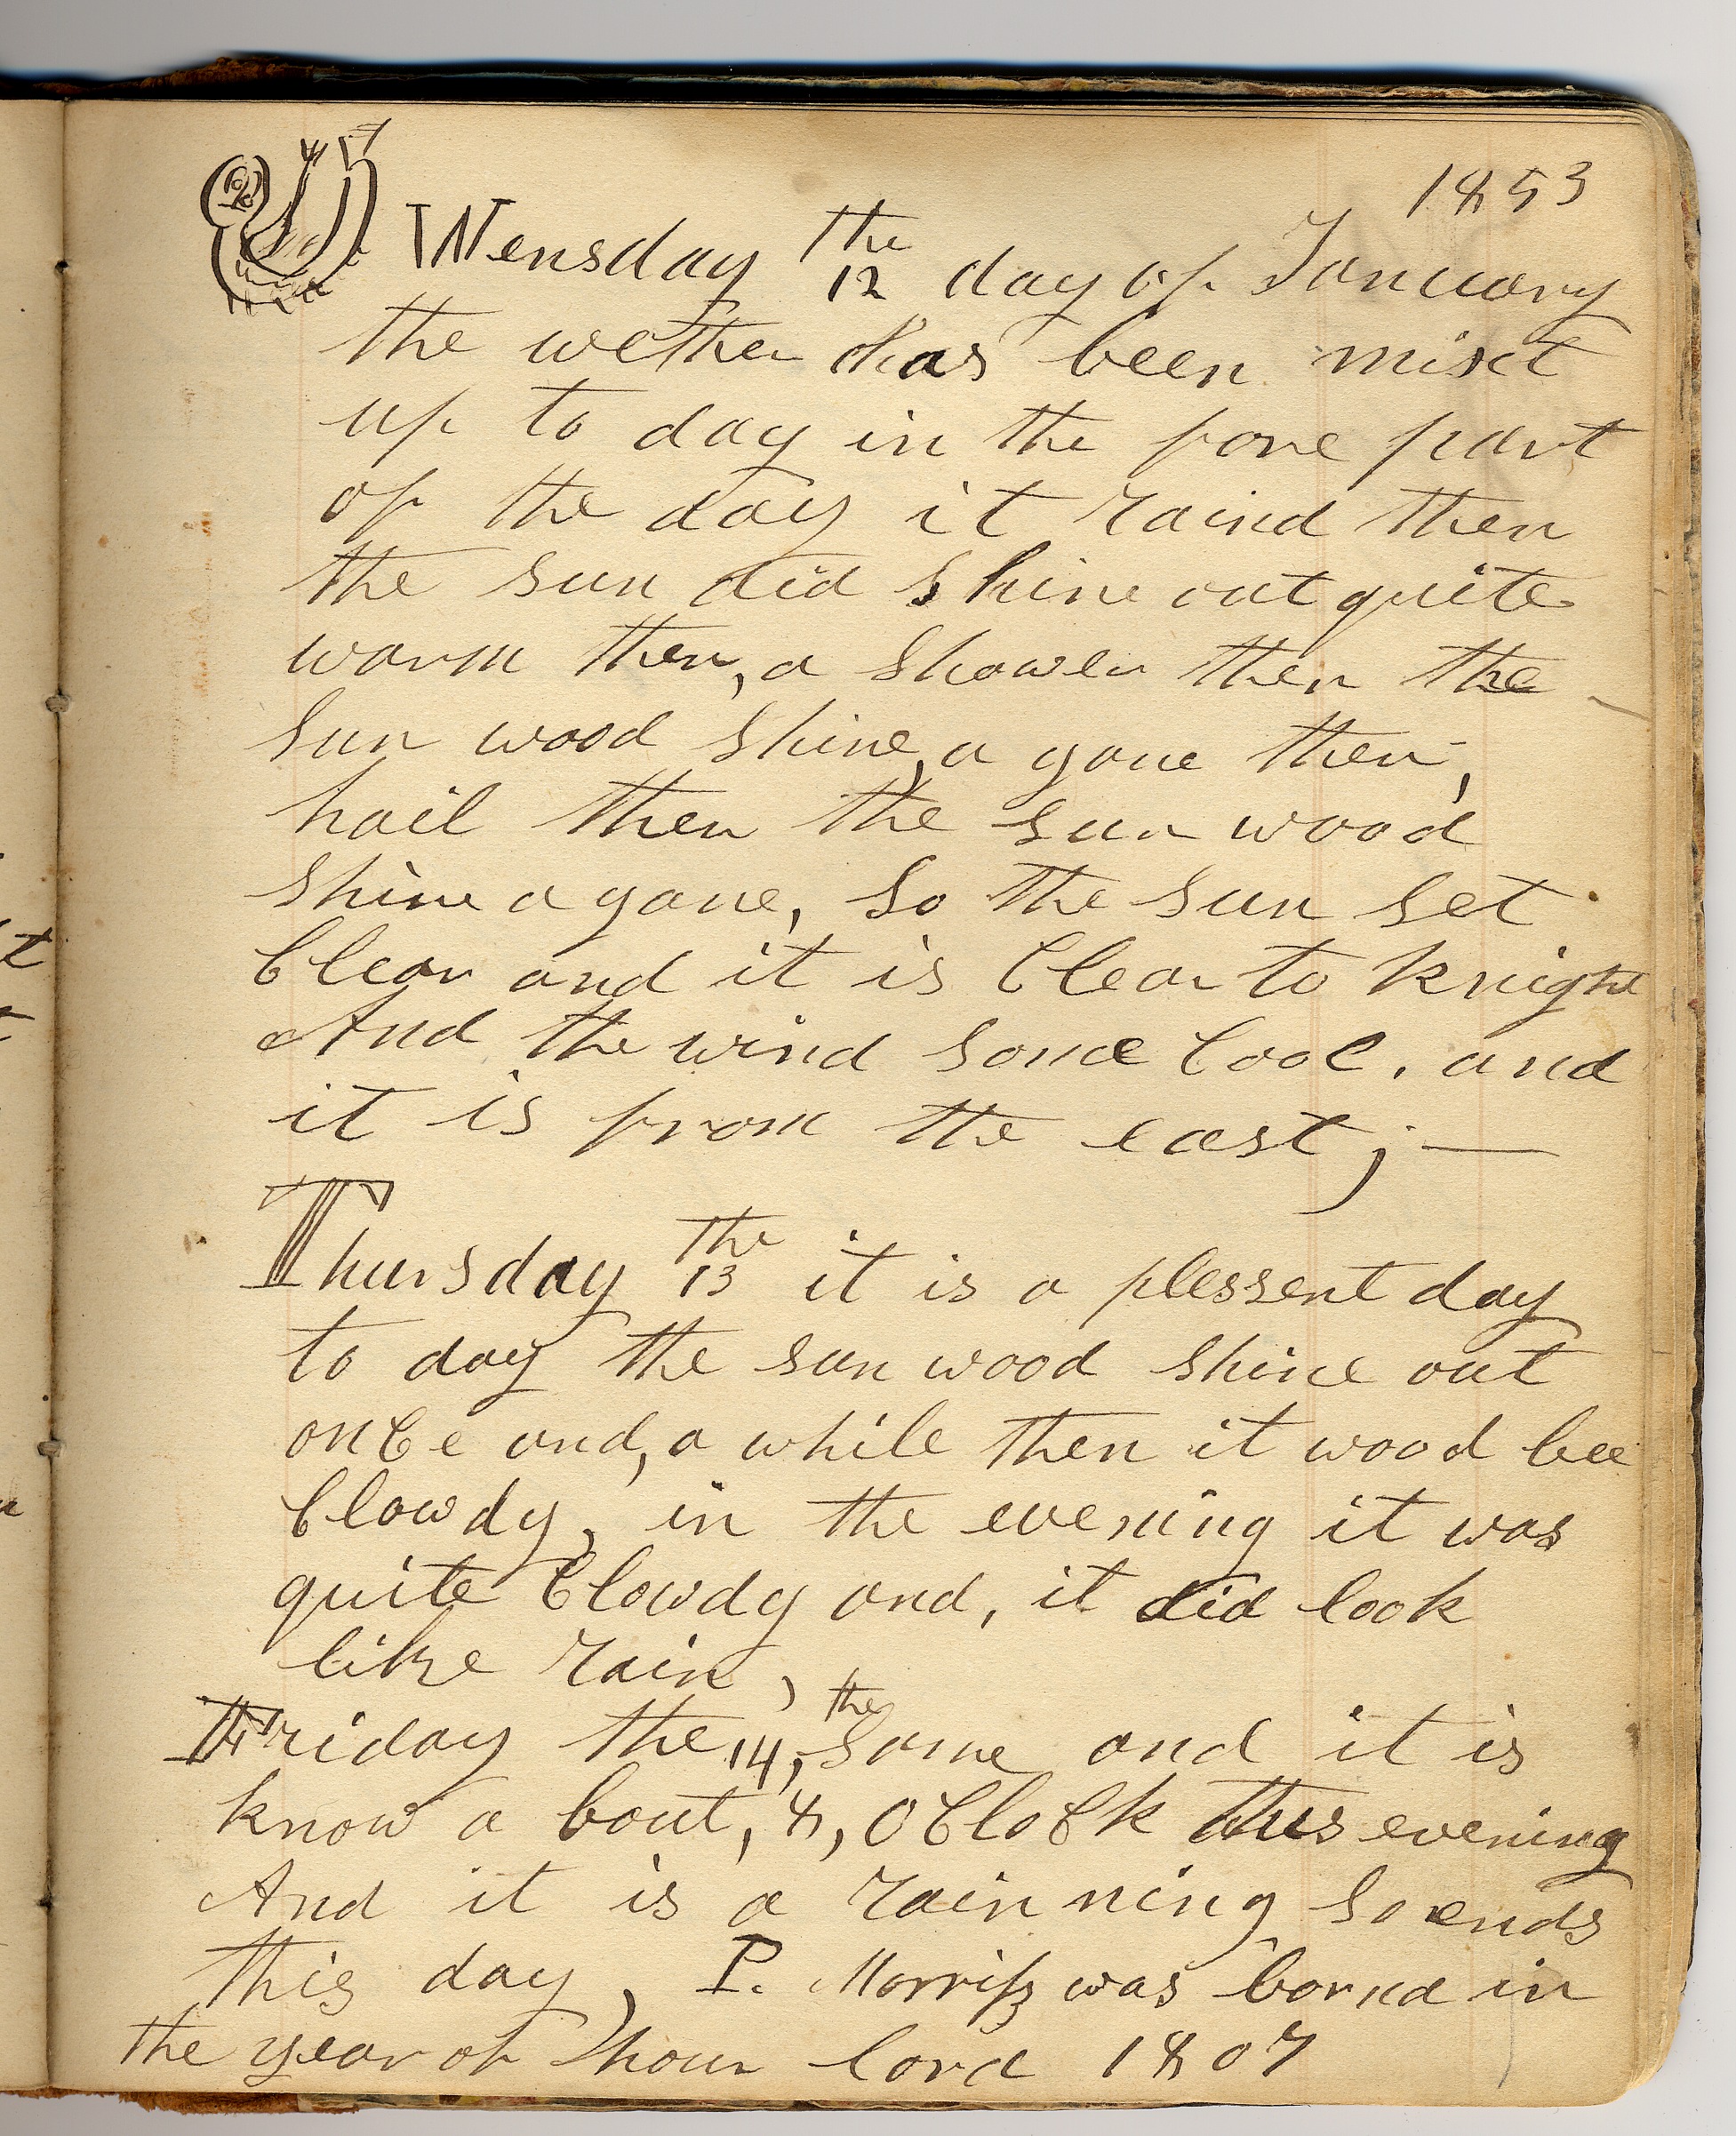 1853
Wensday the 12 day of January
the wether has been mixt
up to day in the fore part
of the day it raind then
the sun did shine out quite
warm then, a shower then the
sun wood shine, a gane then,
hail then the sun wood
shine a gane, so the sun set
Clear and it is Clear to knight
And the wind some Cool. and
it is from the east; —
Thursday the 13 it is a plessent day
to day the sun wood shine out
onCe and, a while then it wood bee
Clowdy, in the evening it was
quite Clowdy and, it did look
like rain,
Friday the 14, the same and it is
know a bout, 8, OCloCk this evening
And it is a rainning so ends
this day, P. Morriss was bornd in
the year of hour lord 1807